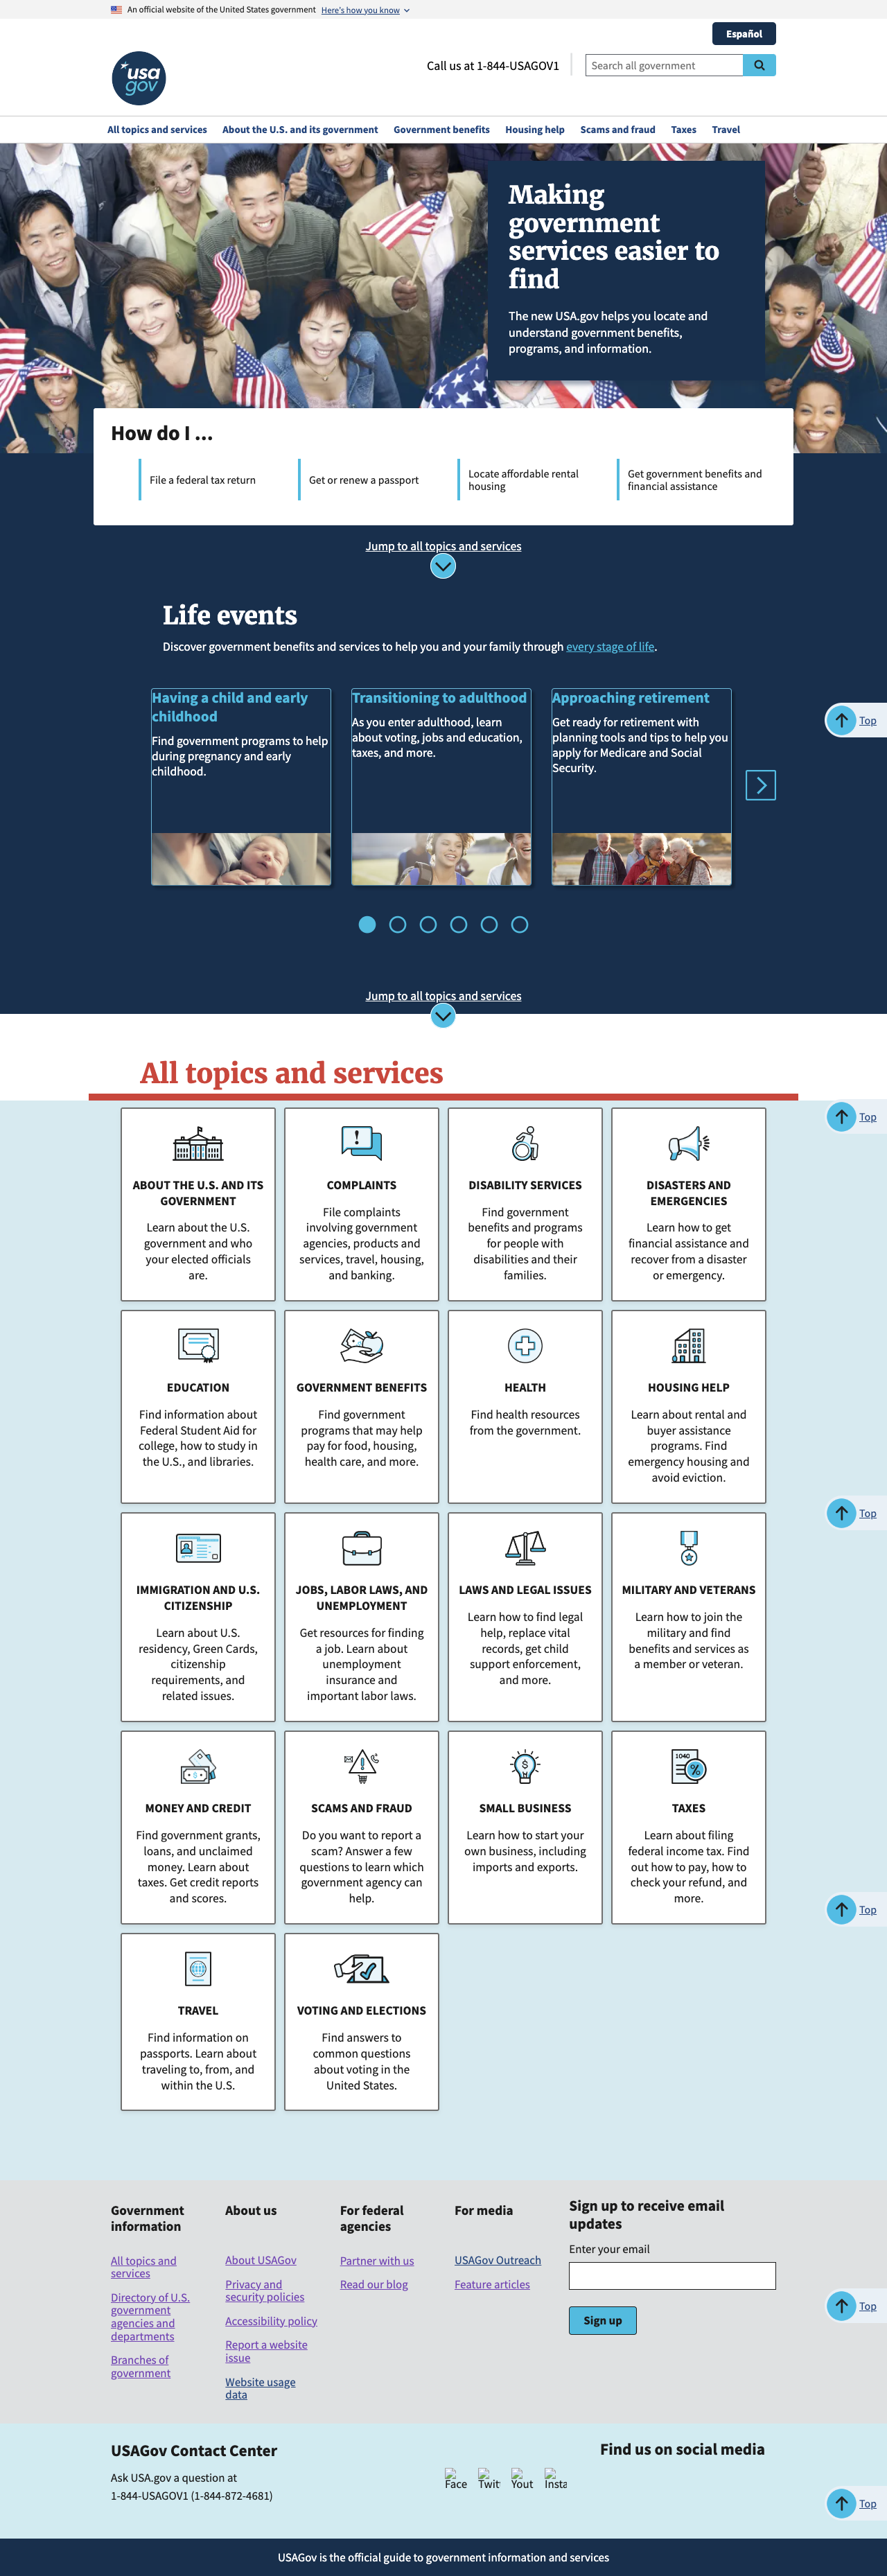 An official website of the United States government Here's how you know
Español
usa
gov
Call us at 1-844-USAGOV1
Search all government
All topics and services
About the U.S. and its government
Government benefits
Housing help
Scams and fraud
Taxes
Travel
Making
government
services easier to
find
The new USA.gov helps you locate and
understand government benefits,
programs, and information.
How do I ...
File a federal tax return
Get or renew a passport
Locate affordable rental
housing
Get government benefits and
financial assistance
Jump to all topics and services
Life events
Discover government benefits and services to help you and your family through every stage of life.
Having a child and early
childhood
Find government programs to help
during pregnancy and early
childhood.
Transitioning to adulthood
As you enter adulthood, learn
about voting, jobs and education,
taxes, and more.
Approaching retirement
Get ready for retirement with
planning tools and tips to help you
apply for Medicare and Social
Security.
Top
Jump to all topics and services
All topics and services
Top
ABOUT THE U.S. AND ITS
GOVERNMENT
Learn about the U.S.
government and who
your elected officials
are.
COMPLAINTS
File complaints
involving government
agencies, products and
services, travel, housing,
and banking.
DISABILITY SERVICES
Find government
benefits and programs
for people with
disabilities and their
families.
DISASTERS AND
EMERGENCIES
Learn how to get
financial assistance and
recover from a disaster
or emergency.
EDUCATION
Find information about
Federal Student Aid for
college, how to study in
the U.S., and libraries.
GOVERNMENT BENEFITS
Find government
programs that may help
pay for food, housing,
health care, and more.
HEALTH
Find health resources
from the government.
HOUSING HELP
Learn about rental and
buyer assistance
programs. Find
emergency housing and
avoid eviction.
Top
IMMIGRATION AND U.S.
CITIZENSHIP
Learn about U.S.
residency, Green Cards,
citizenship
requirements, and
related issues.
JOBS, LABOR LAWS, AND
UNEMPLOYMENT
Get resources for finding
a job. Learn about
unemployment
insurance and
important labor laws.
LAWS AND LEGAL ISSUES
Learn how to find legal
help, replace vital
records, get child
support enforcement,
and more.
MILITARY AND VETERANS
Learn how to join the
military and find
benefits and services as
a member or veteran.
MONEY AND CREDIT
Find government grants,
loans, and unclaimed
money. Learn about
taxes. Get credit reports
and scores.
SCAMS AND FRAUD
Do you want to report a
scam? Answer a few
questions to learn which
government agency can
help.
SMALL BUSINESS
Learn how to start your
own business, including
imports and exports.
1040
TAXES
Learn about filing
federal income tax. Find
out how to pay, how to
check your refund, and
more.
Top
TRAVEL
Find information on
passports. Learn about
traveling to, from, and
within the U.S.
VOTING AND ELECTIONS
Find answers to
common questions
about voting in the
United States.
Government
information
All topics and
services
Directory of U.S.
government
agencies and
departments
Branches of
government
About us
About USAGov
Privacy and
security policies
Accessibility policy
Report a website
issue
Website usage
data
For federal
agencies
Partner with us
Read our blog
For media
USAGov Outreach
Feature articles
Sign up to receive email
updates
Enter your email
Sign up
Top
USAGov Contact Center
Ask USA.gov a question at
1-844-USAGOV1 (1-844-872-4681)
Find us on social media
Face
Twit
Yout
Insta
Top
USAGov is the official guide to government information and services